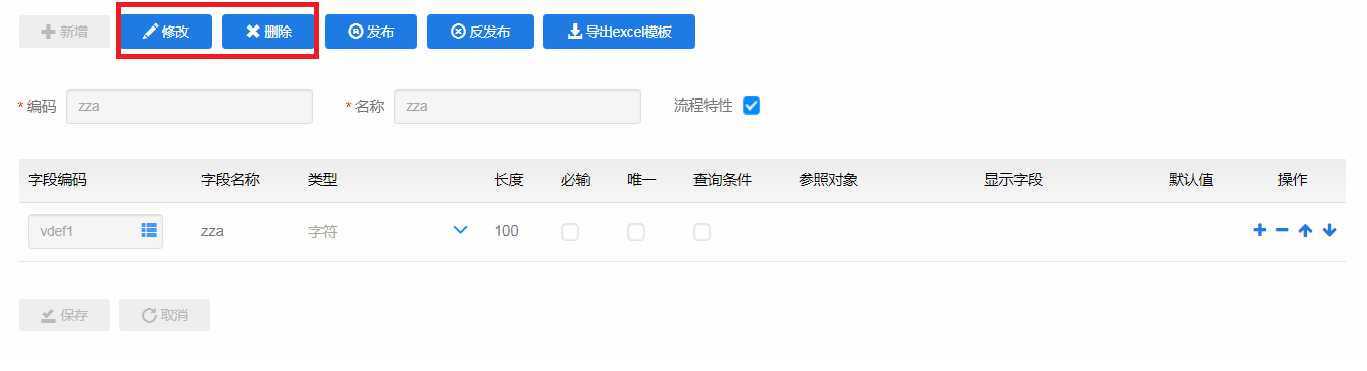 新增 修改 删除 发布 反发布 导出excel模板
* 编码 zza * 名称 zza 流程特性
字段编码 字段名称 类型 长度 必输 唯一 查询条件 参照对象 显示字段 默认值 操作
vdef1 zza 字符 100
保存 取消